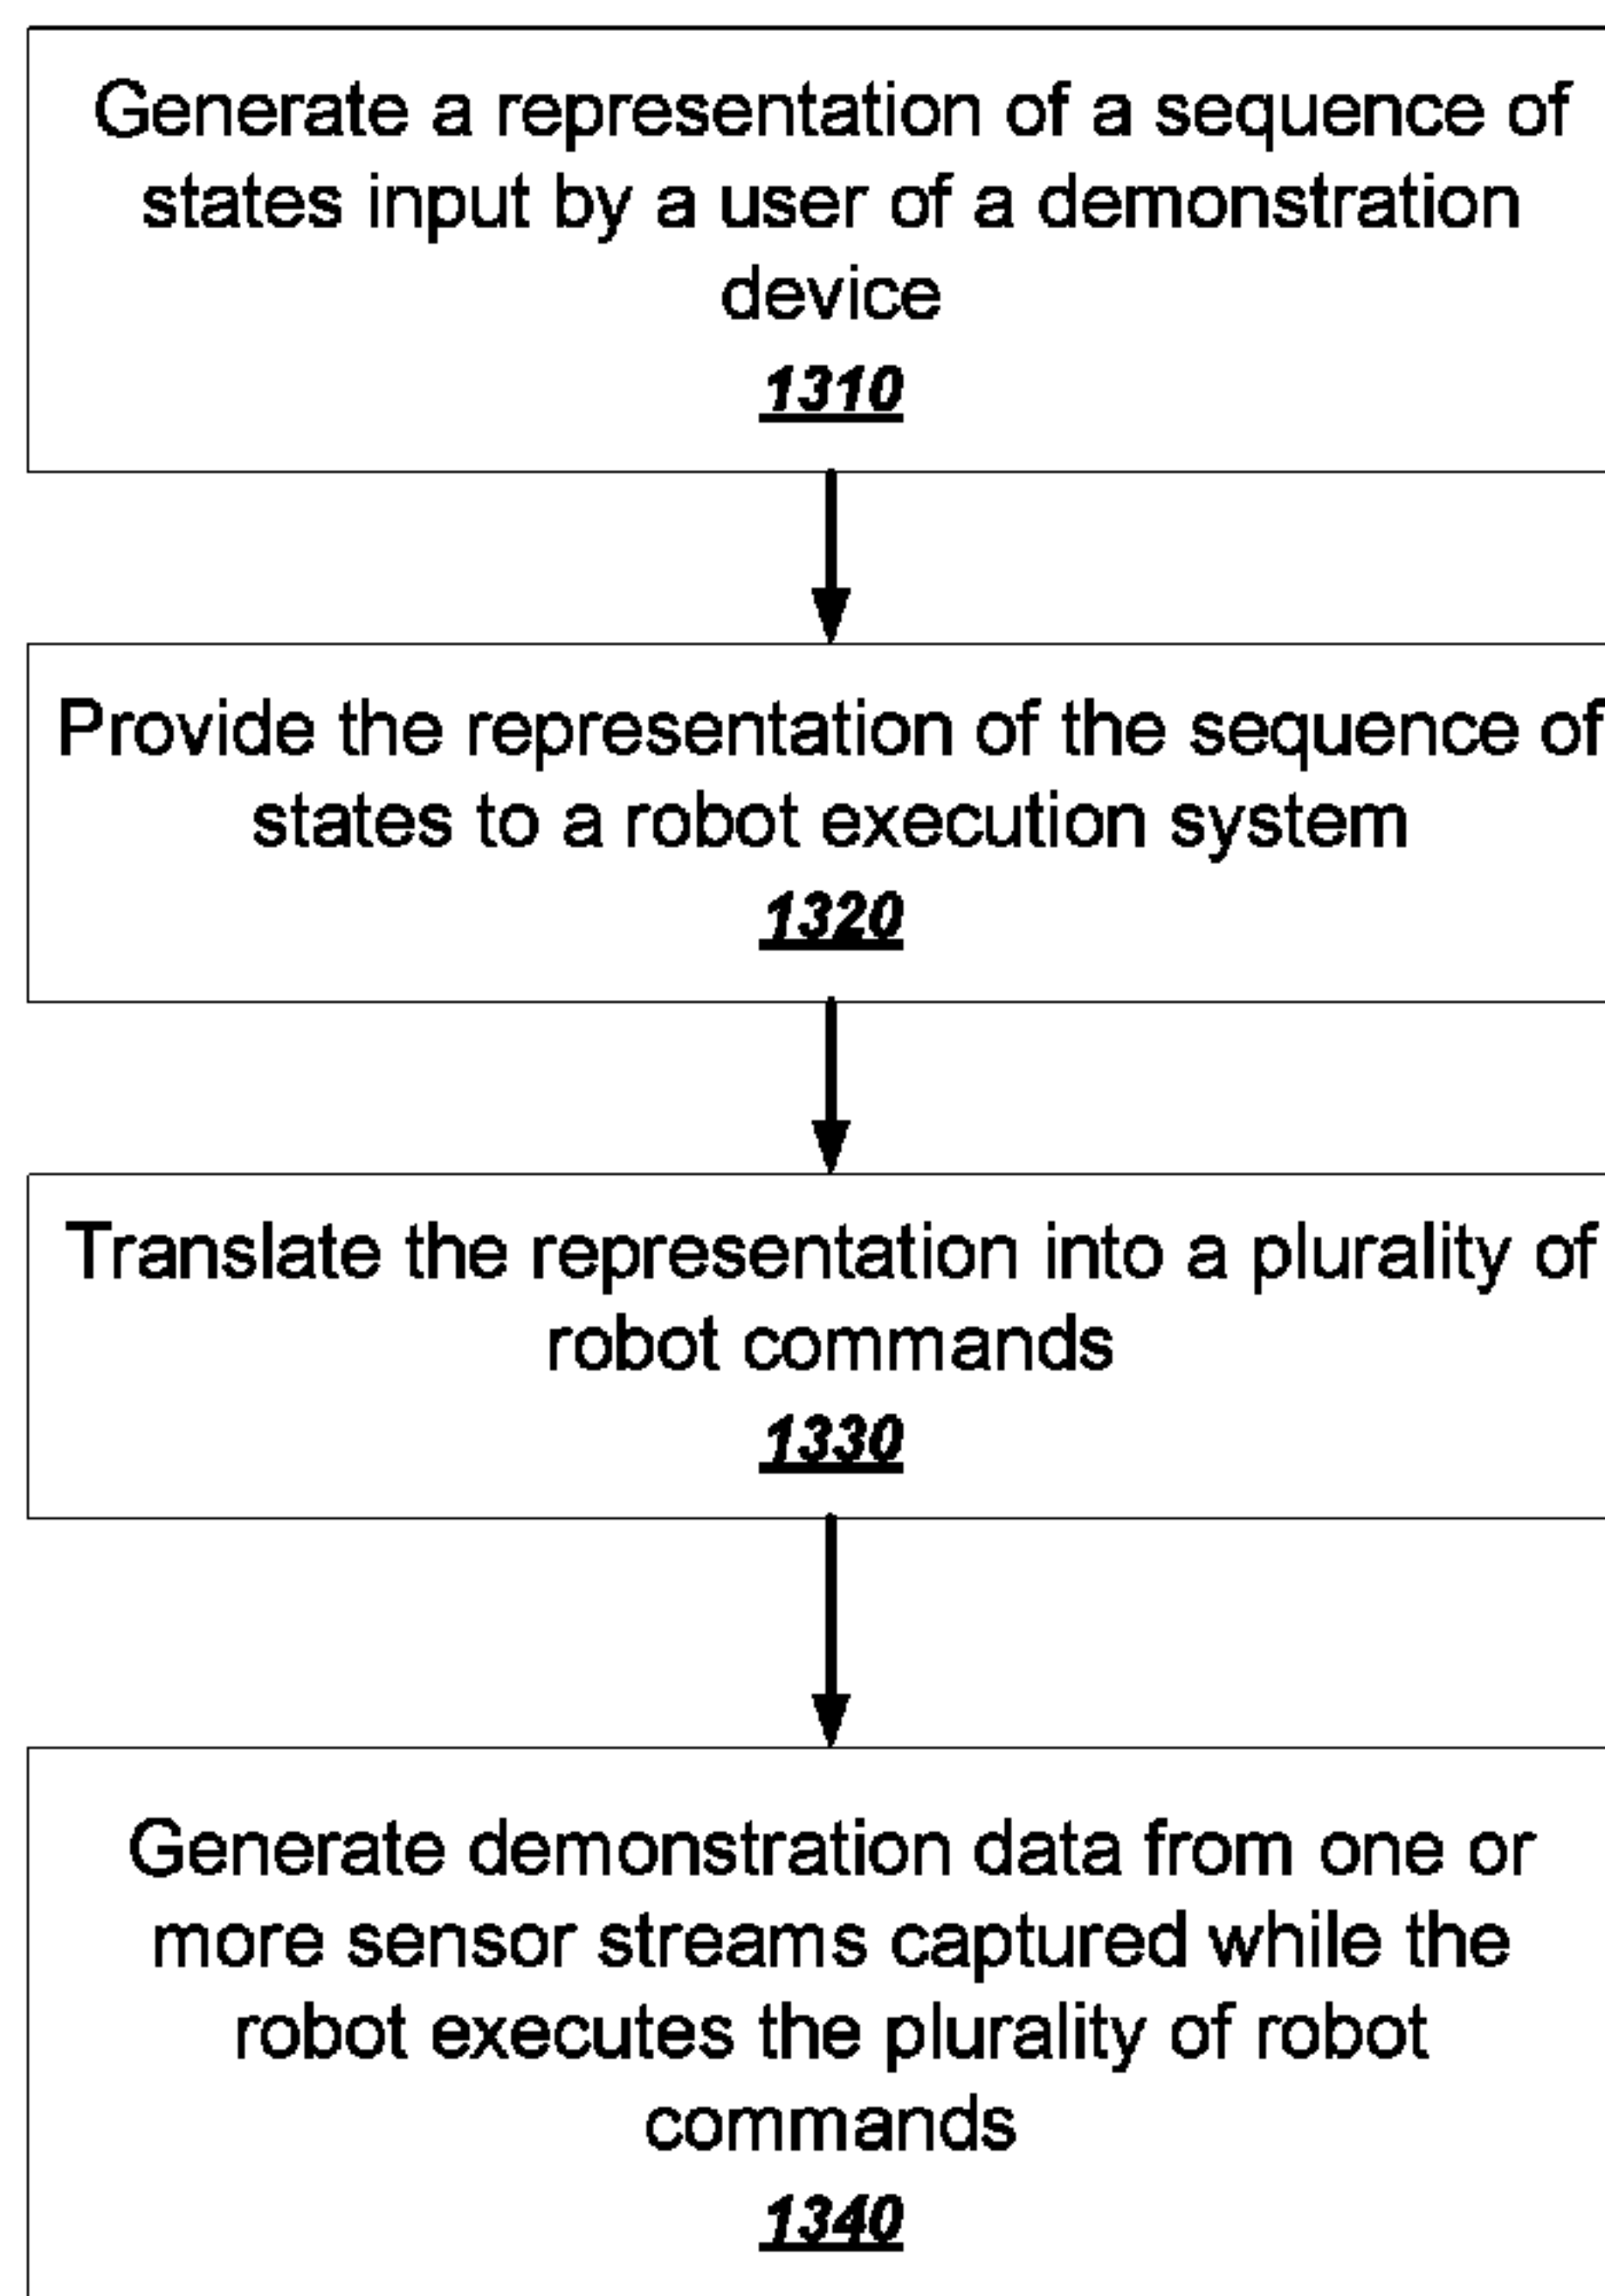 Generate a representation of a sequence of
states input by a user of a demonstration
device
1310
Provide the representation of the sequence of
states to a robot execution system
1320
Translate the representation into a plurality of
robot commands
1330
Generate demonstration data from one or
more sensor streams captured while the
robot executes the plurality of robot
commands
1340